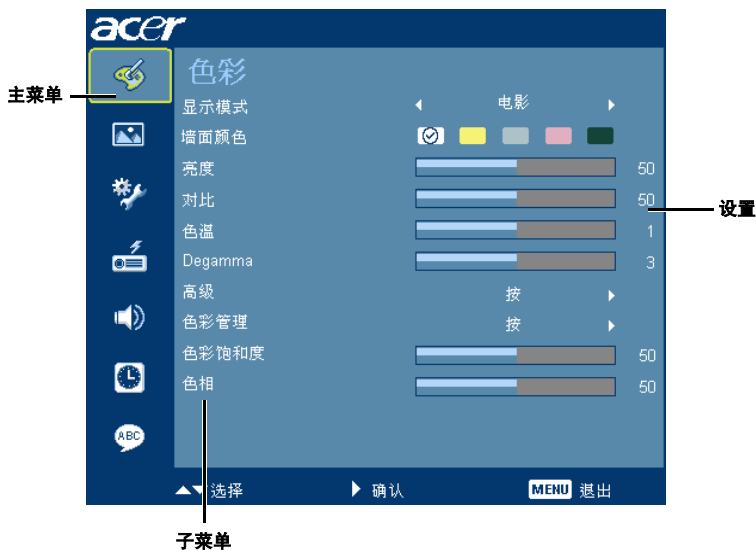 acer
色彩
主菜单
显示模式 电影
墙面颜色
亮度 50
对比 50
设置
色温 1
Degamma 3
高级 按
色彩管理 按
色彩饱和度 50
色相 50
ABC
选择 确认 MENU 退出
子菜单